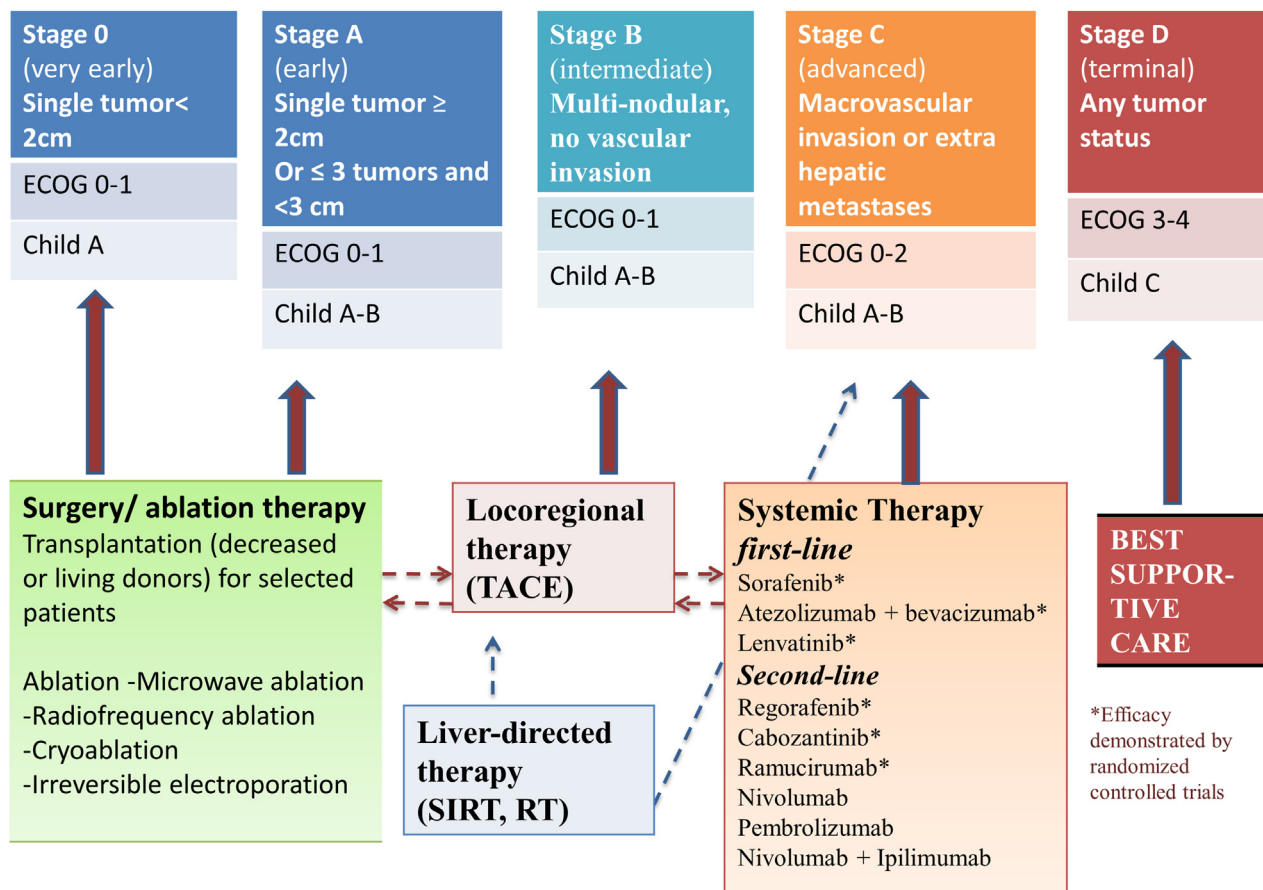 Stage 0
(very early)
Single tumor<
2cm
ECOG 0-1
Child A
Stage A
(early)
Single tumor ≥
2cm
Or ≤ 3 tumors and
<3 cm
ECOG 0-1
Child A-B
Stage B
(intermediate)
Multi-nodular,
no vascular
invasion
ECOG 0-1
Child A-B
Stage C
(advanced)
Macrovascular
invasion or extra
hepatic
metastases
ECOG 0-2
Child A-B
Stage D
(terminal)
Any tumor
status
ECOG 3-4
Child C
Surgery/ ablation therapy
Transplantation (decreased
or living donors) for selected
patients
Ablation -Microwave ablation
-Radiofrequency ablation
-Cryoablation
-Irreversible electroporation
Locoregional
therapy
(TACE)
Liver-directed
therapy
(SIRT, RT)
Systemic Therapy
first-line
Sorafenib*
Atezolizumab + bevacizumab*
Lenvatinib*
Second-line
Regorafenib*
Cabozantinib*
Ramucirumab*
Nivolumab
Pembrolizumab
Nivolumab + Ipilimumab
BEST
SUPPOR-
TIVE
CARE
*Efficacy
demonstrated by
randomized
controlled trials